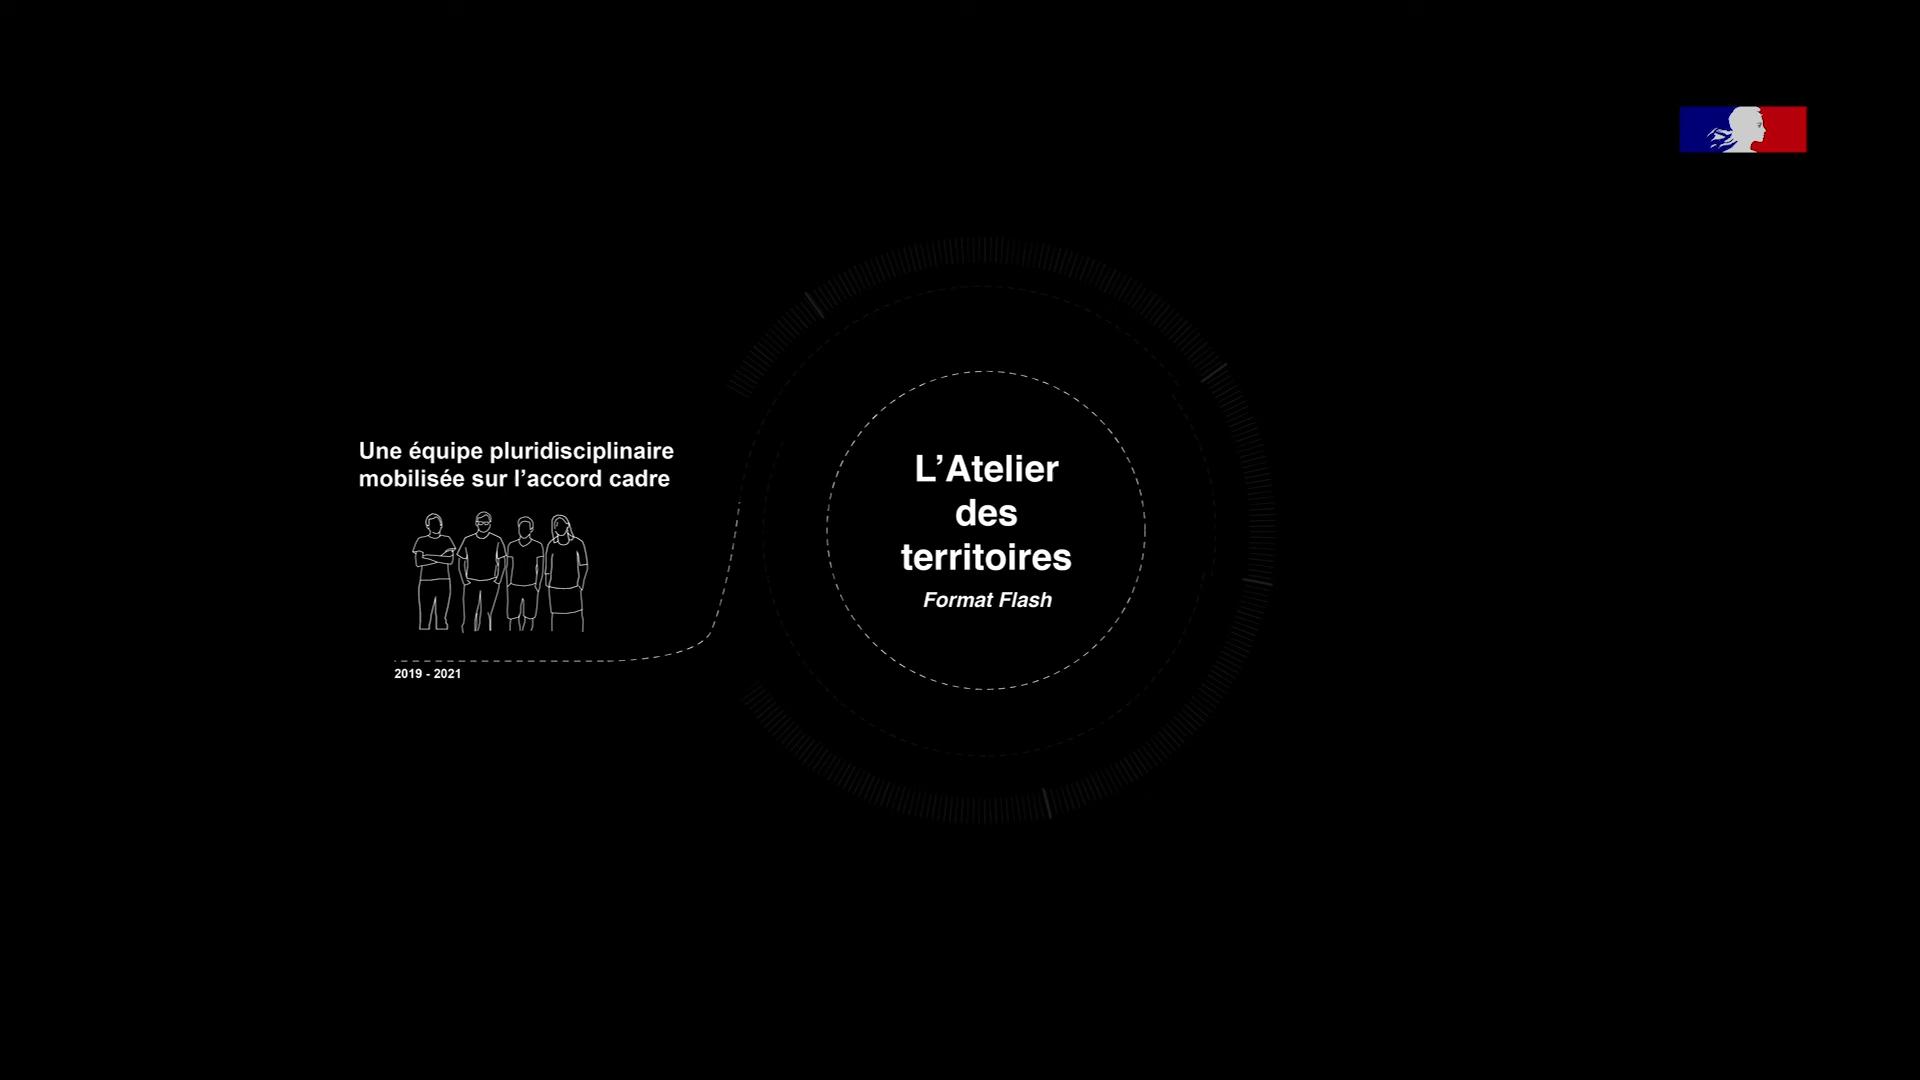 Une équipe pluridisciplinaire
mobilisée sur l’accord cadre
2019 - 2021
L’Atelier
des
territoires
Format Flash